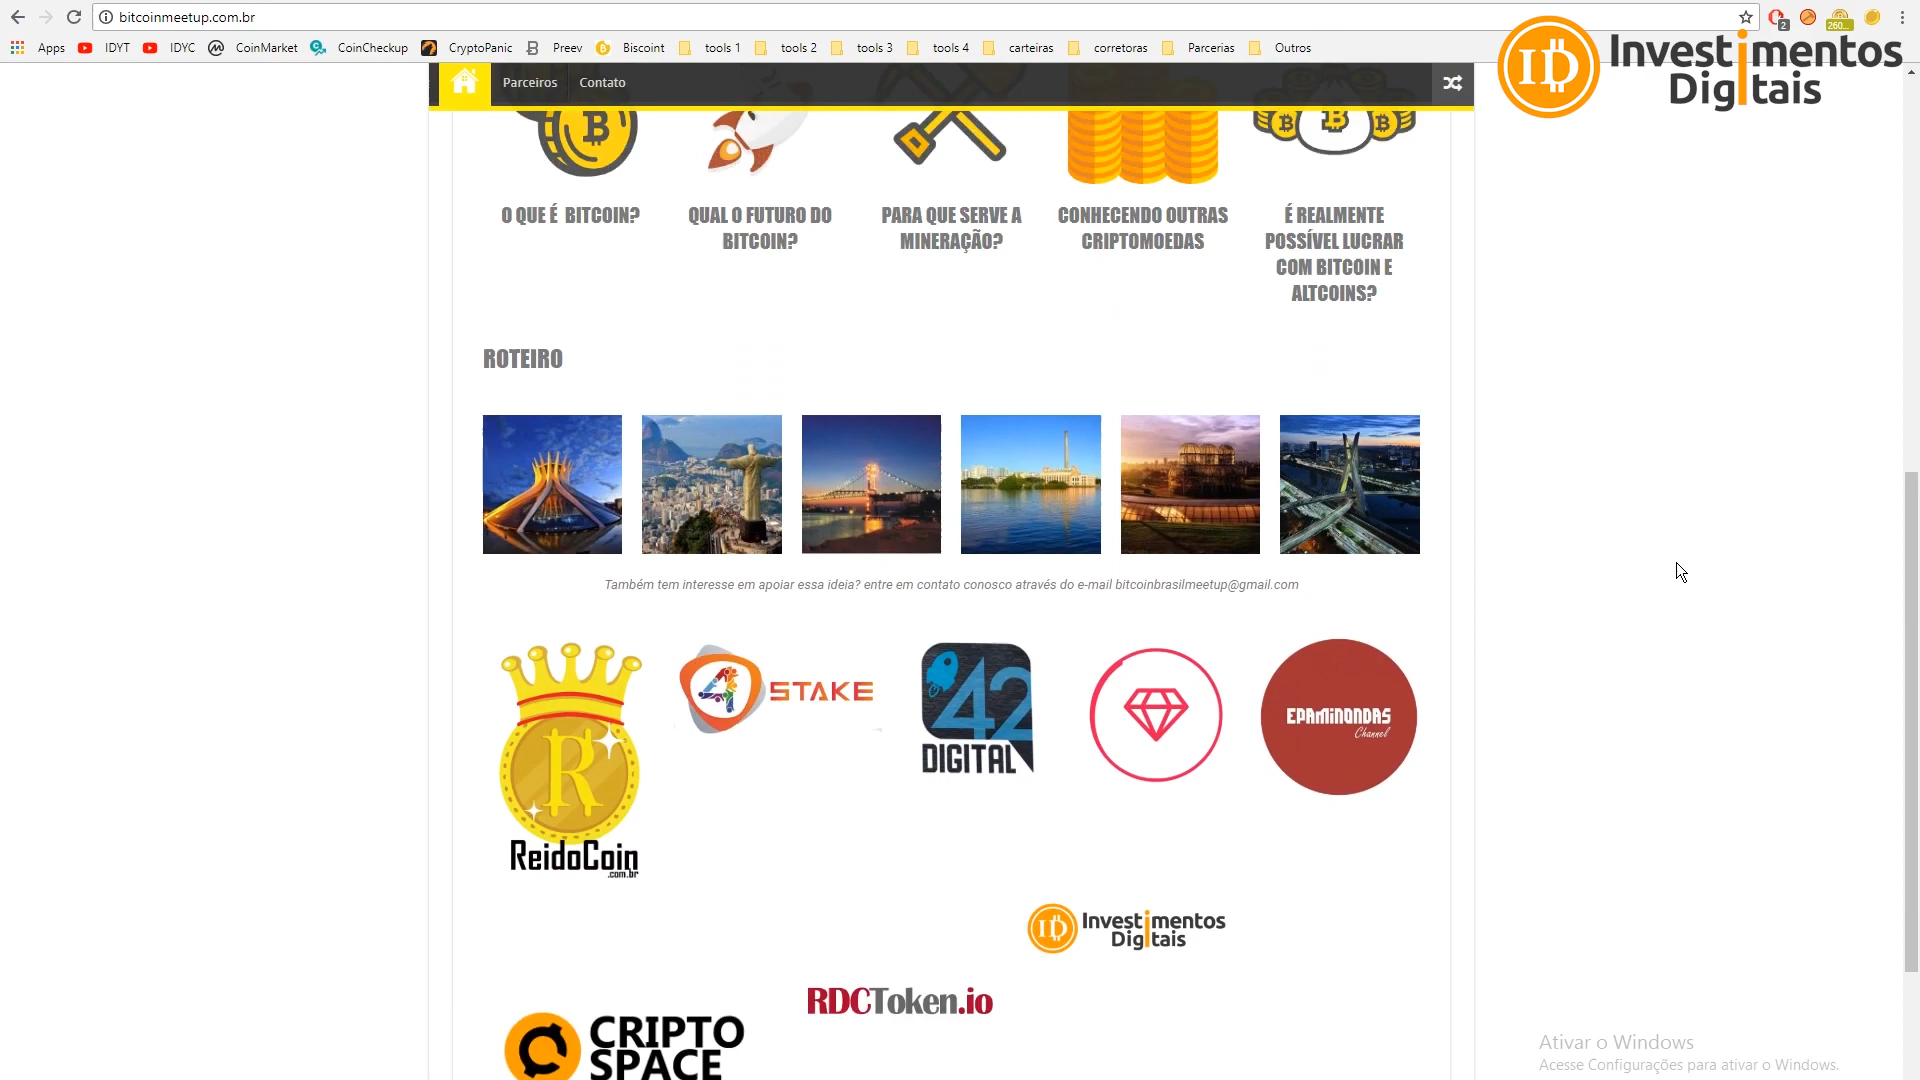 bitcoinmeetup.com.br
Apps IDYT IDYC CoinMarket CoinCheckup CryptoPanic Preev Biscoint tools 1 tools 2 tools 3 tools 4 carteiras corretoras Parcerias Outros
2
260...
Investimentos
Digitais
Parceiros Contato
O QUE É BITCOIN?
QUAL O FUTURO DO
BITCOIN?
PARA QUE SERVE A
MINERAÇÃO?
CONHECENDO OUTRAS
CRIPTOMOEDAS
É REALMENTE
POSSÍVEL LUCRAR
COM BITCOIN E
ALTCOINS?
ROTEIRO
Também tem interesse em apoiar essa ideia? entre em contato conosco através do e-mail bitcoinbrasilmeetup@gmail.com
R
ReidoCoin
.com.br
4 STAKE
42
DIGITAL
EPAMINONDAS
Channel
ID Investimentos
Digitais
RDCToken.io
CRIPTO
SPACE
Ativar o Windows
Acesse Configurações para ativar o Windows.